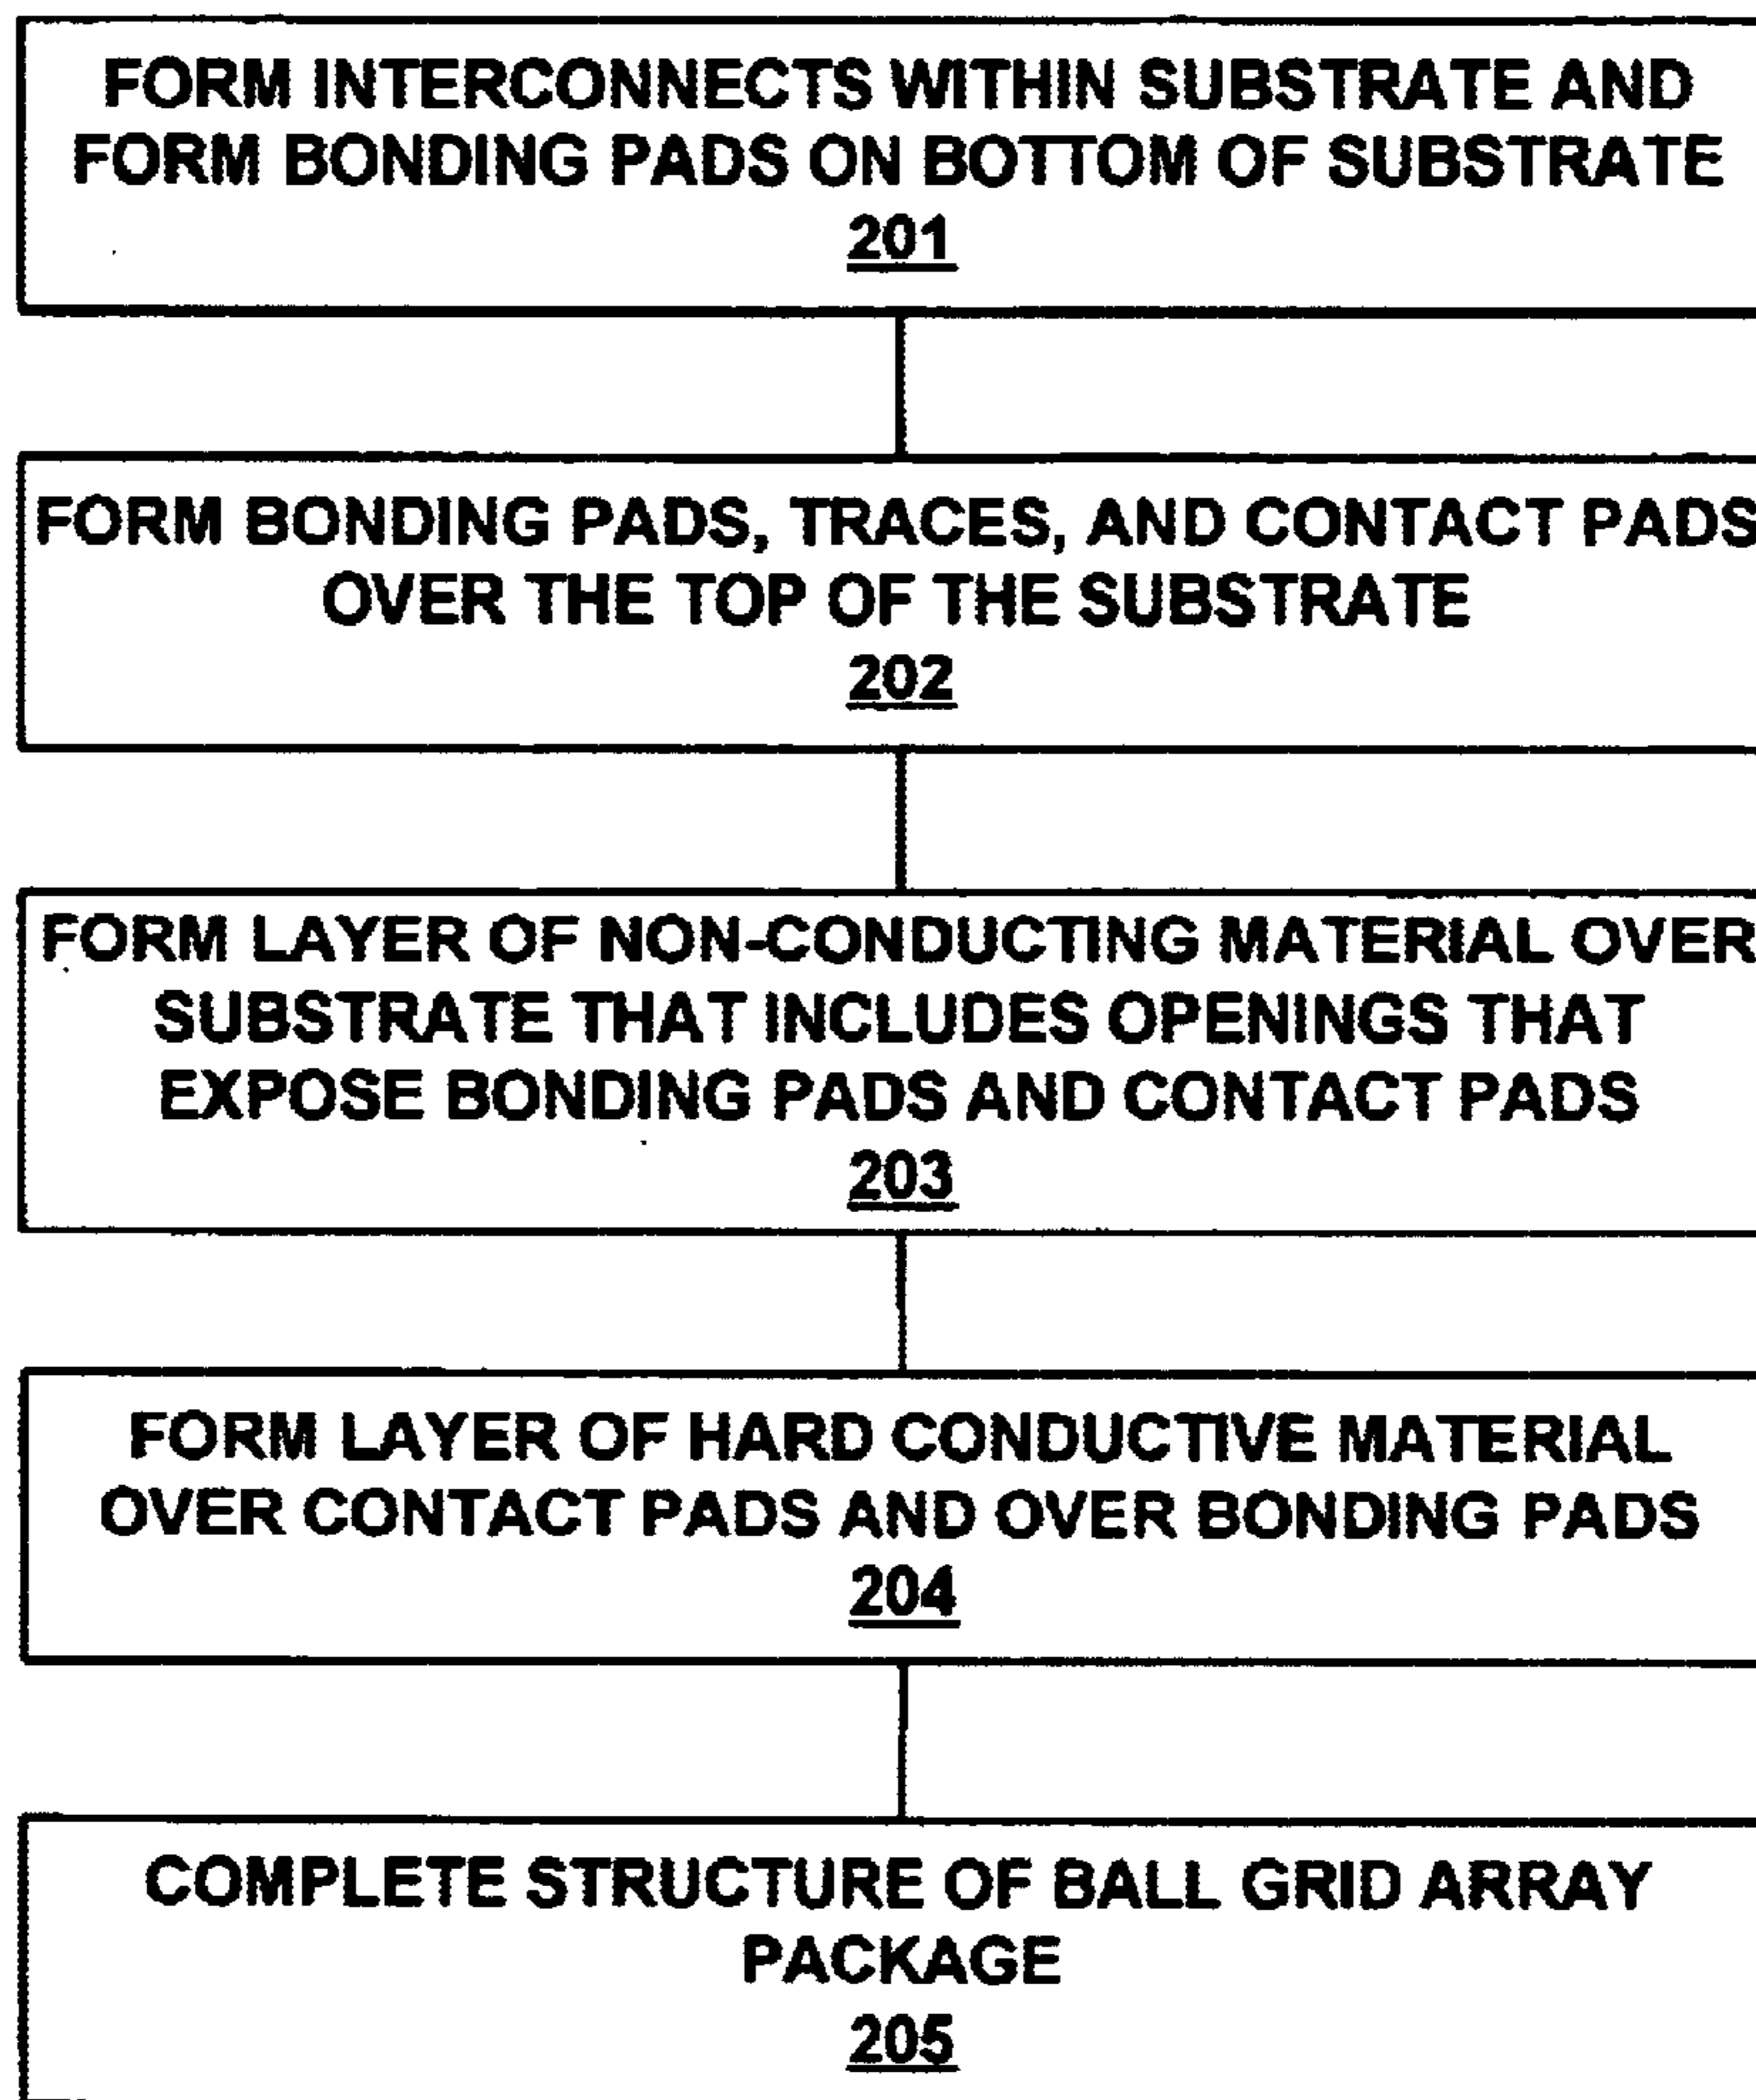 FORM INTERCONNECTS WITHIN SUBSTRATE AND
FORM BONDING PADS ON BOTTOM OF SUBSTRATE
201
FORM BONDING PADS, TRACES, AND CONTACT PADS
OVER THE TOP OF THE SUBSTRATE
202
FORM LAYER OF NON-CONDUCTING MATERIAL OVER
SUBSTRATE THAT INCLUDES OPENINGS THAT
EXPOSE BONDING PADS AND CONTACT PADS
203
FORM LAYER OF HARD CONDUCTIVE MATERIAL
OVER CONTACT PADS AND OVER BONDING PADS
204
COMPLETE STRUCTURE OF BALL GRID ARRAY
PACKAGE
205